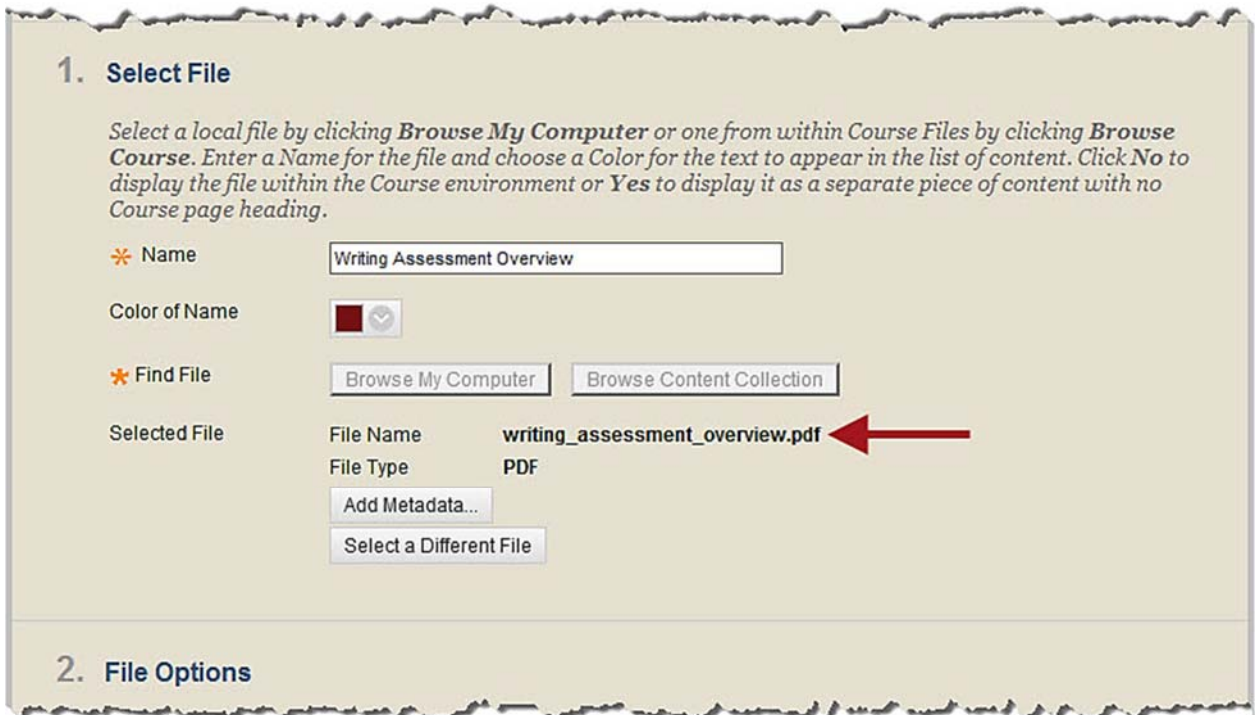 1. Select File
Select a local file by clicking Browse My Computer or one from within Course Files by clicking Browse
Course. Enter a Name for the file and choose a Color for the text to appear in the list of content. Click No to
display the file within the Course environment or Yes to display it as a separate piece of content with no
Course page heading.
Name Writing Assessment Overview
Color of Name
Find File Browse My Computer Browse Content Collection
Selected File File Name writing_assessment_overview.pdf
File Type PDF
Add Metadata...
Select a Different File
2. File Options